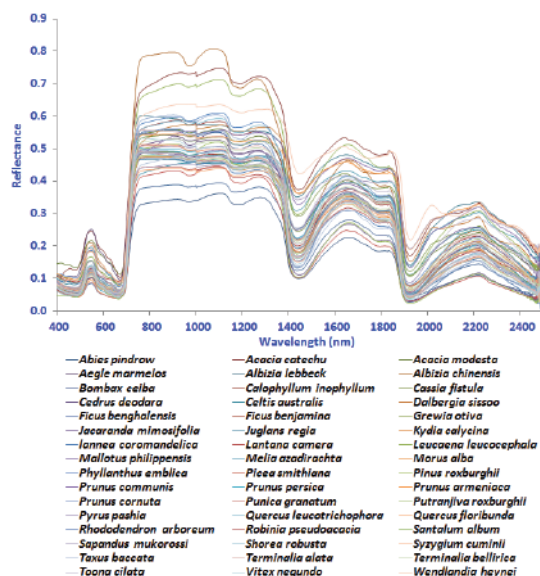 0.9
0.8
0.7
0.6
0.5
0.4
0.3
0.2
0.1
0.0
Reflectance
400 600 800 1000 1200 1400 1600 1800 2000 2200 2400
Wavelength (nm)
Abies pindrow Acacia catechu Acacia modesta
Aegle marmelos Albizia lebbeck Albizia chinensis
Bombax ceiba Calophyllum inophyllum Cassia fistula
Cedrus deodara Celtis australis Dalbergia sissoo
Ficus benghalensis Ficus benjamina Grewia otiva
Jacaranda mimosifolia Juglans regia Kydia calycina
lannea coromandelica Lantana camera Leucaena leucocephala
Mallotus philippensis Melia azadirachta Morus alba
Phyllanthus emblica Picea smithiana Pinus roxburghii
Prunus communis Prunus persica Prunus armeniaca
Prunus cornuta Punica granatum Putranjiva roxburghii
Pyrus pashia Quercus leucotrichophora Quercus floribunda
Rhododendron arboreum Robinia pseudoacacia Santalum album
Sapandus mukorossi Shorea robusta Syzygium cuminii
Taxus baccata Terminalia alata Terminalia bellirica
Toona cilata Vitex negundo Wendlandia heynei